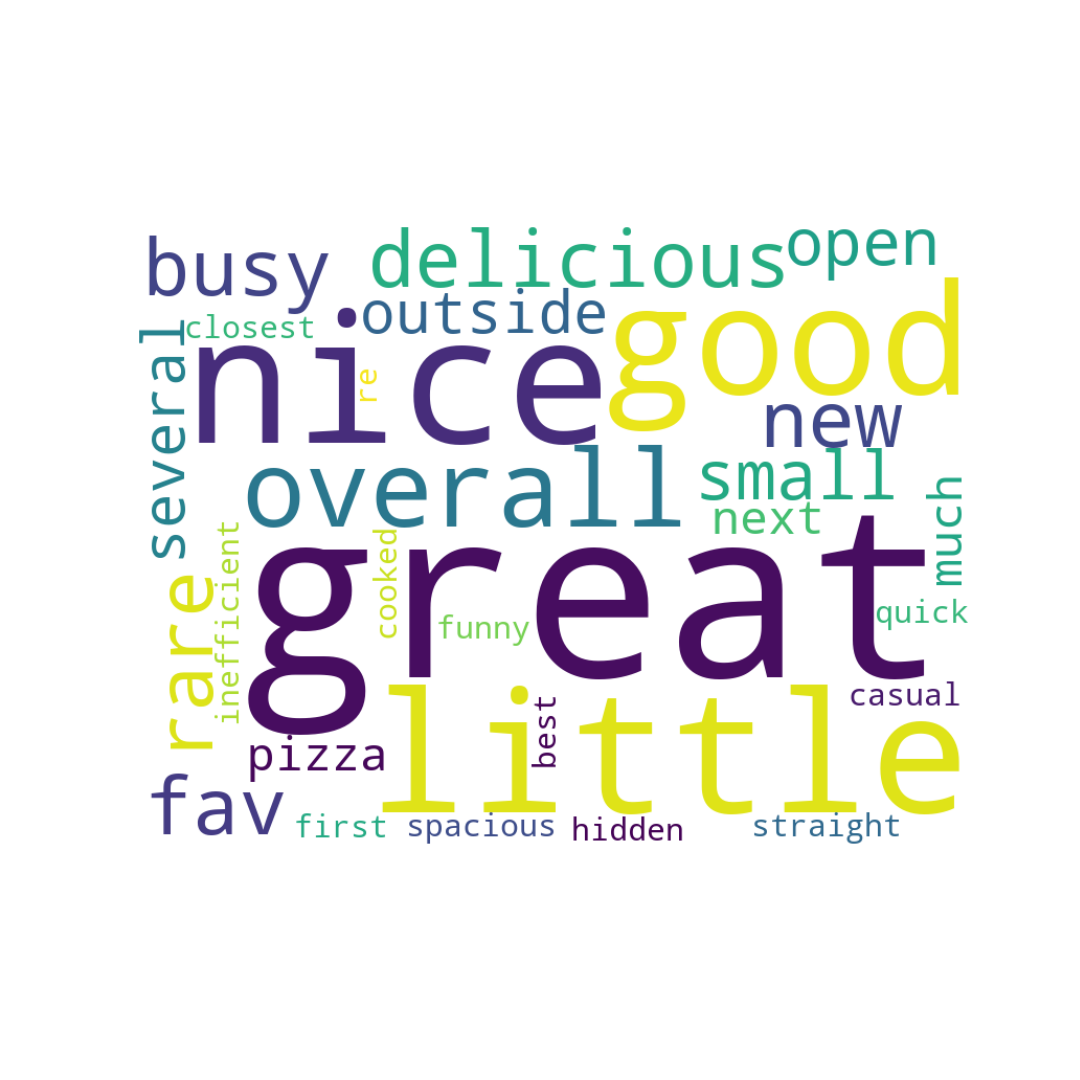 busy
delicious
open
outside
closest
nice
good
re
several
new
overall
small
next
much
great
rare
inefficient
cooked
funny
quick
little
casual
best
pizza
fav
first
spacious
hidden
straight